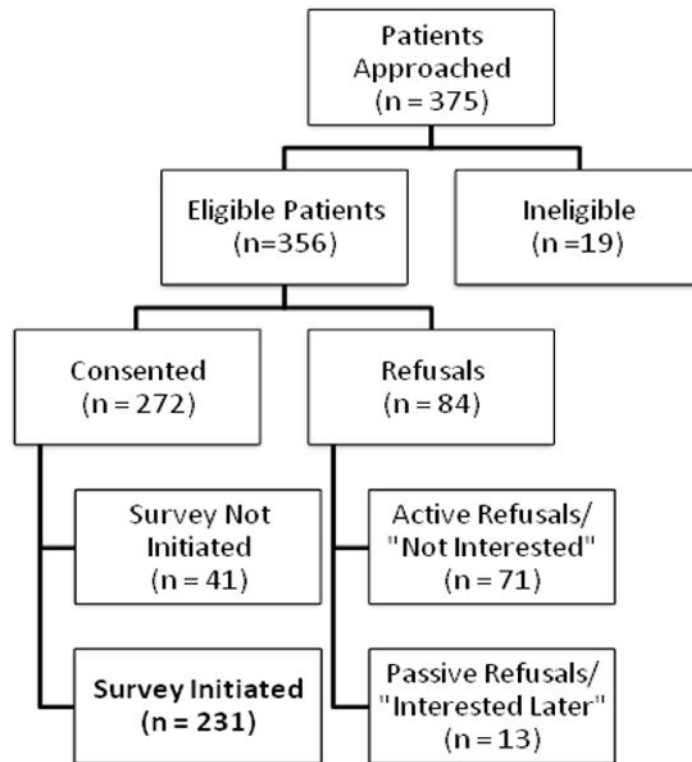 Patients
Approached
(n = 375)
Eligible Patients
(n=356)
Ineligible
(n =19)
Consented
(n = 272)
Refusals
(n = 84)
Survey Not
Initiated
(n = 41)
Active Refusals/
"Not Interested"
(n = 71)
Survey Initiated
(n = 231)
Passive Refusals/
"Interested Later"
(n = 13)